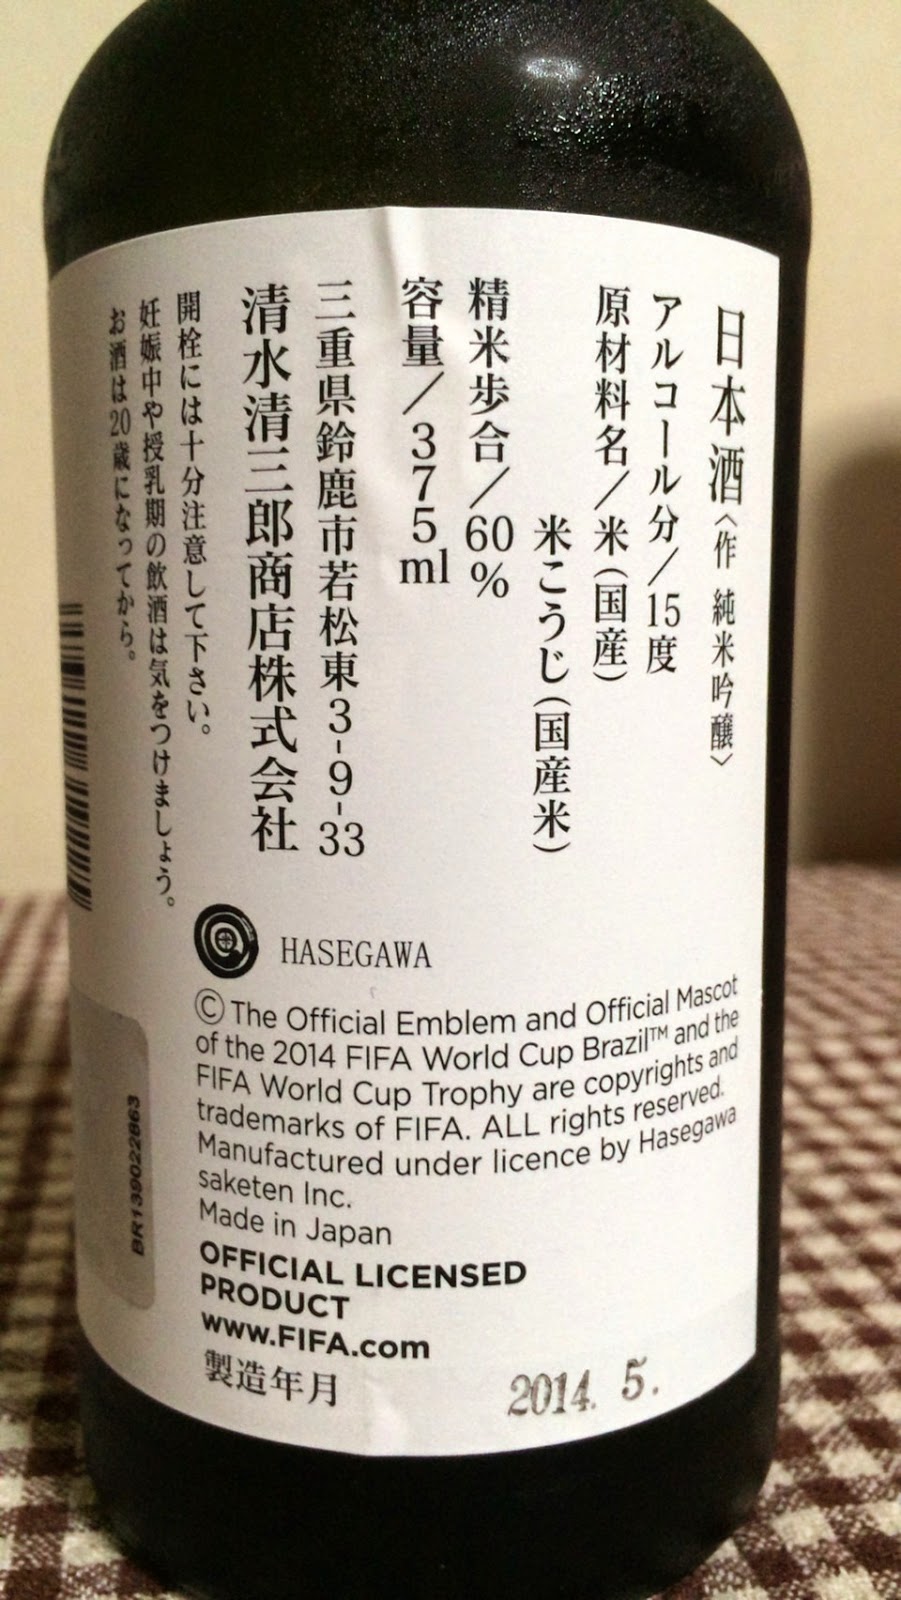 日本酒〈作 純米吟醸〉
アルコール分/15度
原材料名/米(国産)
米こうじ(国産米)
精米歩合/60%
容量/375ml
三重県鈴鹿市若松東3-9-33
清水清三郎商店株式会社
開栓には十分注意して下さい。
妊娠中や授乳期の飲酒は気をつけましょう。
お酒は20歳になってから。
HASEGAWA
© The Official Emblem and Official Mascot
of the 2014 FIFA World Cup Brazil™ and the
FIFA World Cup Trophy are copyrights and
trademarks of FIFA. ALL rights reserved.
Manufactured under licence by Hasegawa
saketen Inc.
Made in Japan
OFFICIAL LICENSED
PRODUCT
www.FIFA.com
製造年月 2014. 5.
BR139022863